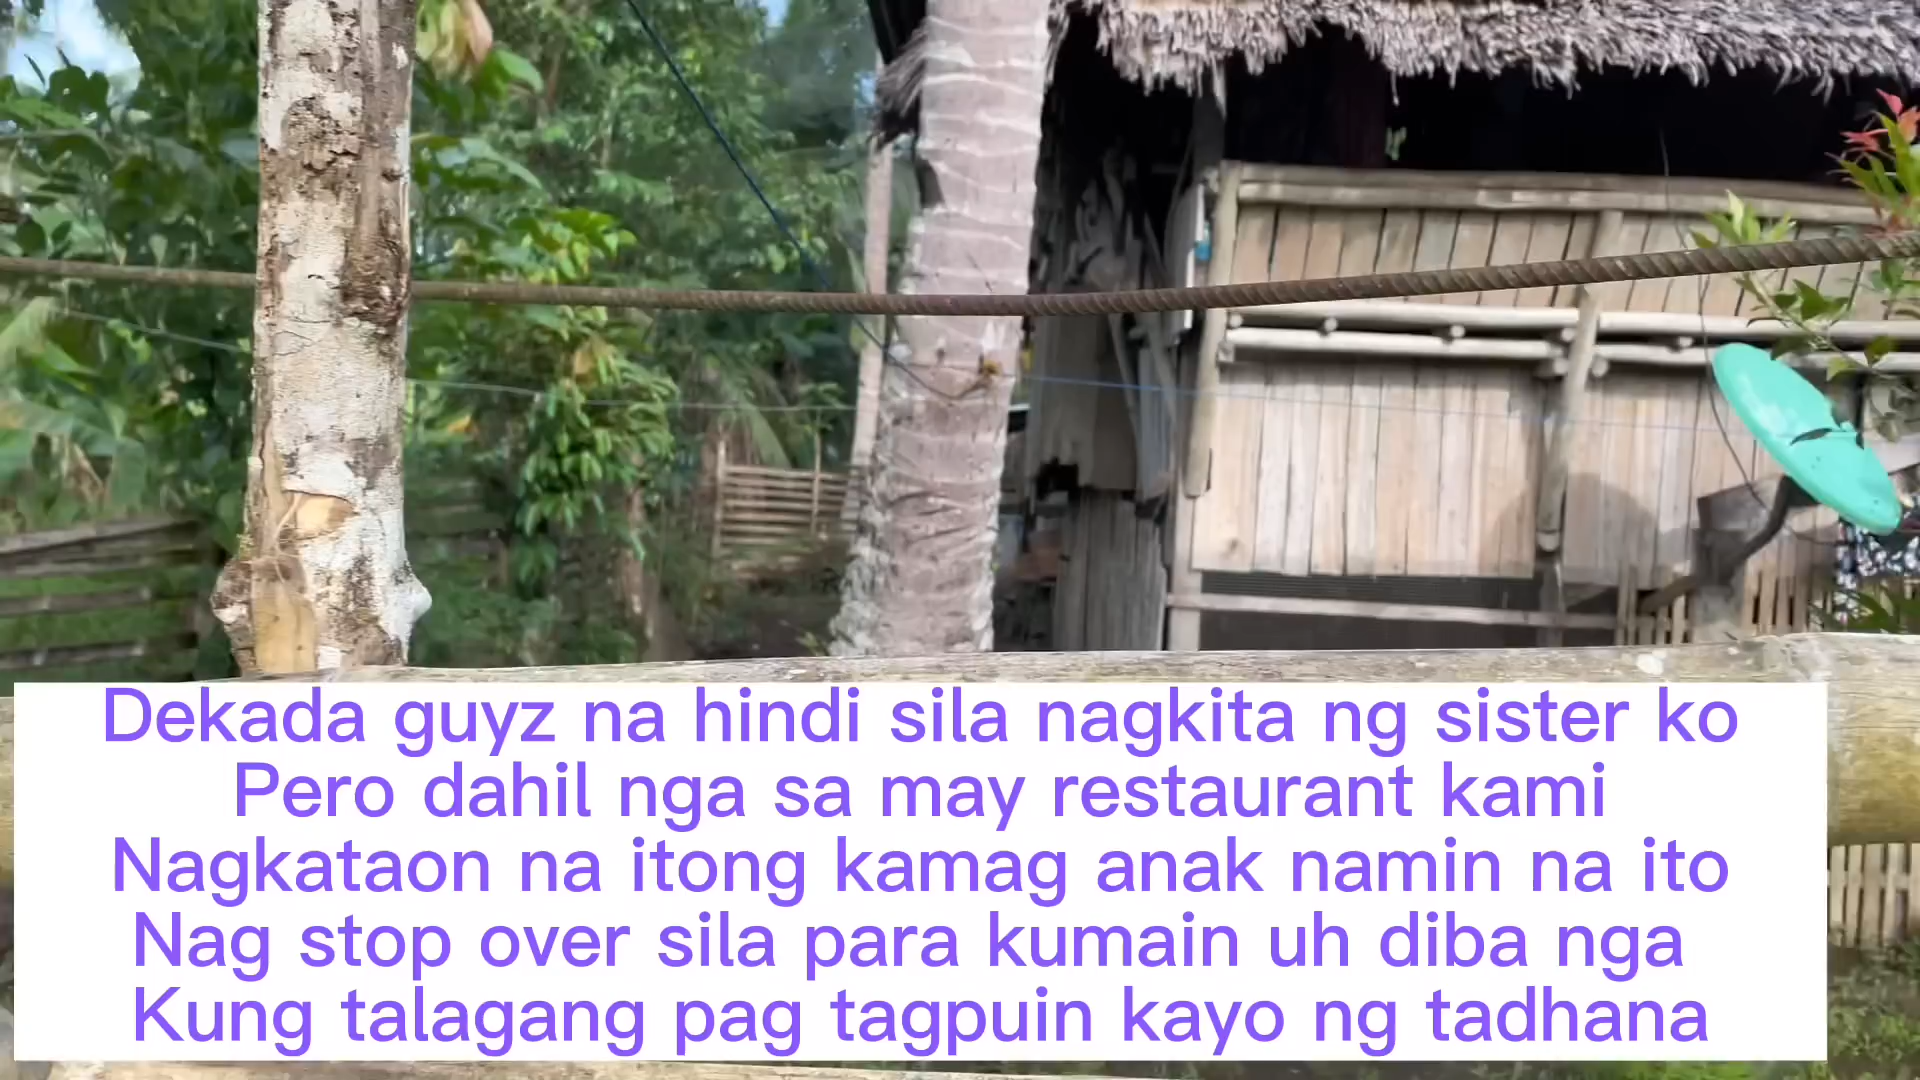 Dekada guyz na hindi sila nagkita ng sister ko
Pero dahil nga sa may restaurant kami
Nagkataon na itong kamag anak namin na ito
Nag stop over sila para kumain uh diba nga
Kung talagang pag tagpuin kayo ng tadhana